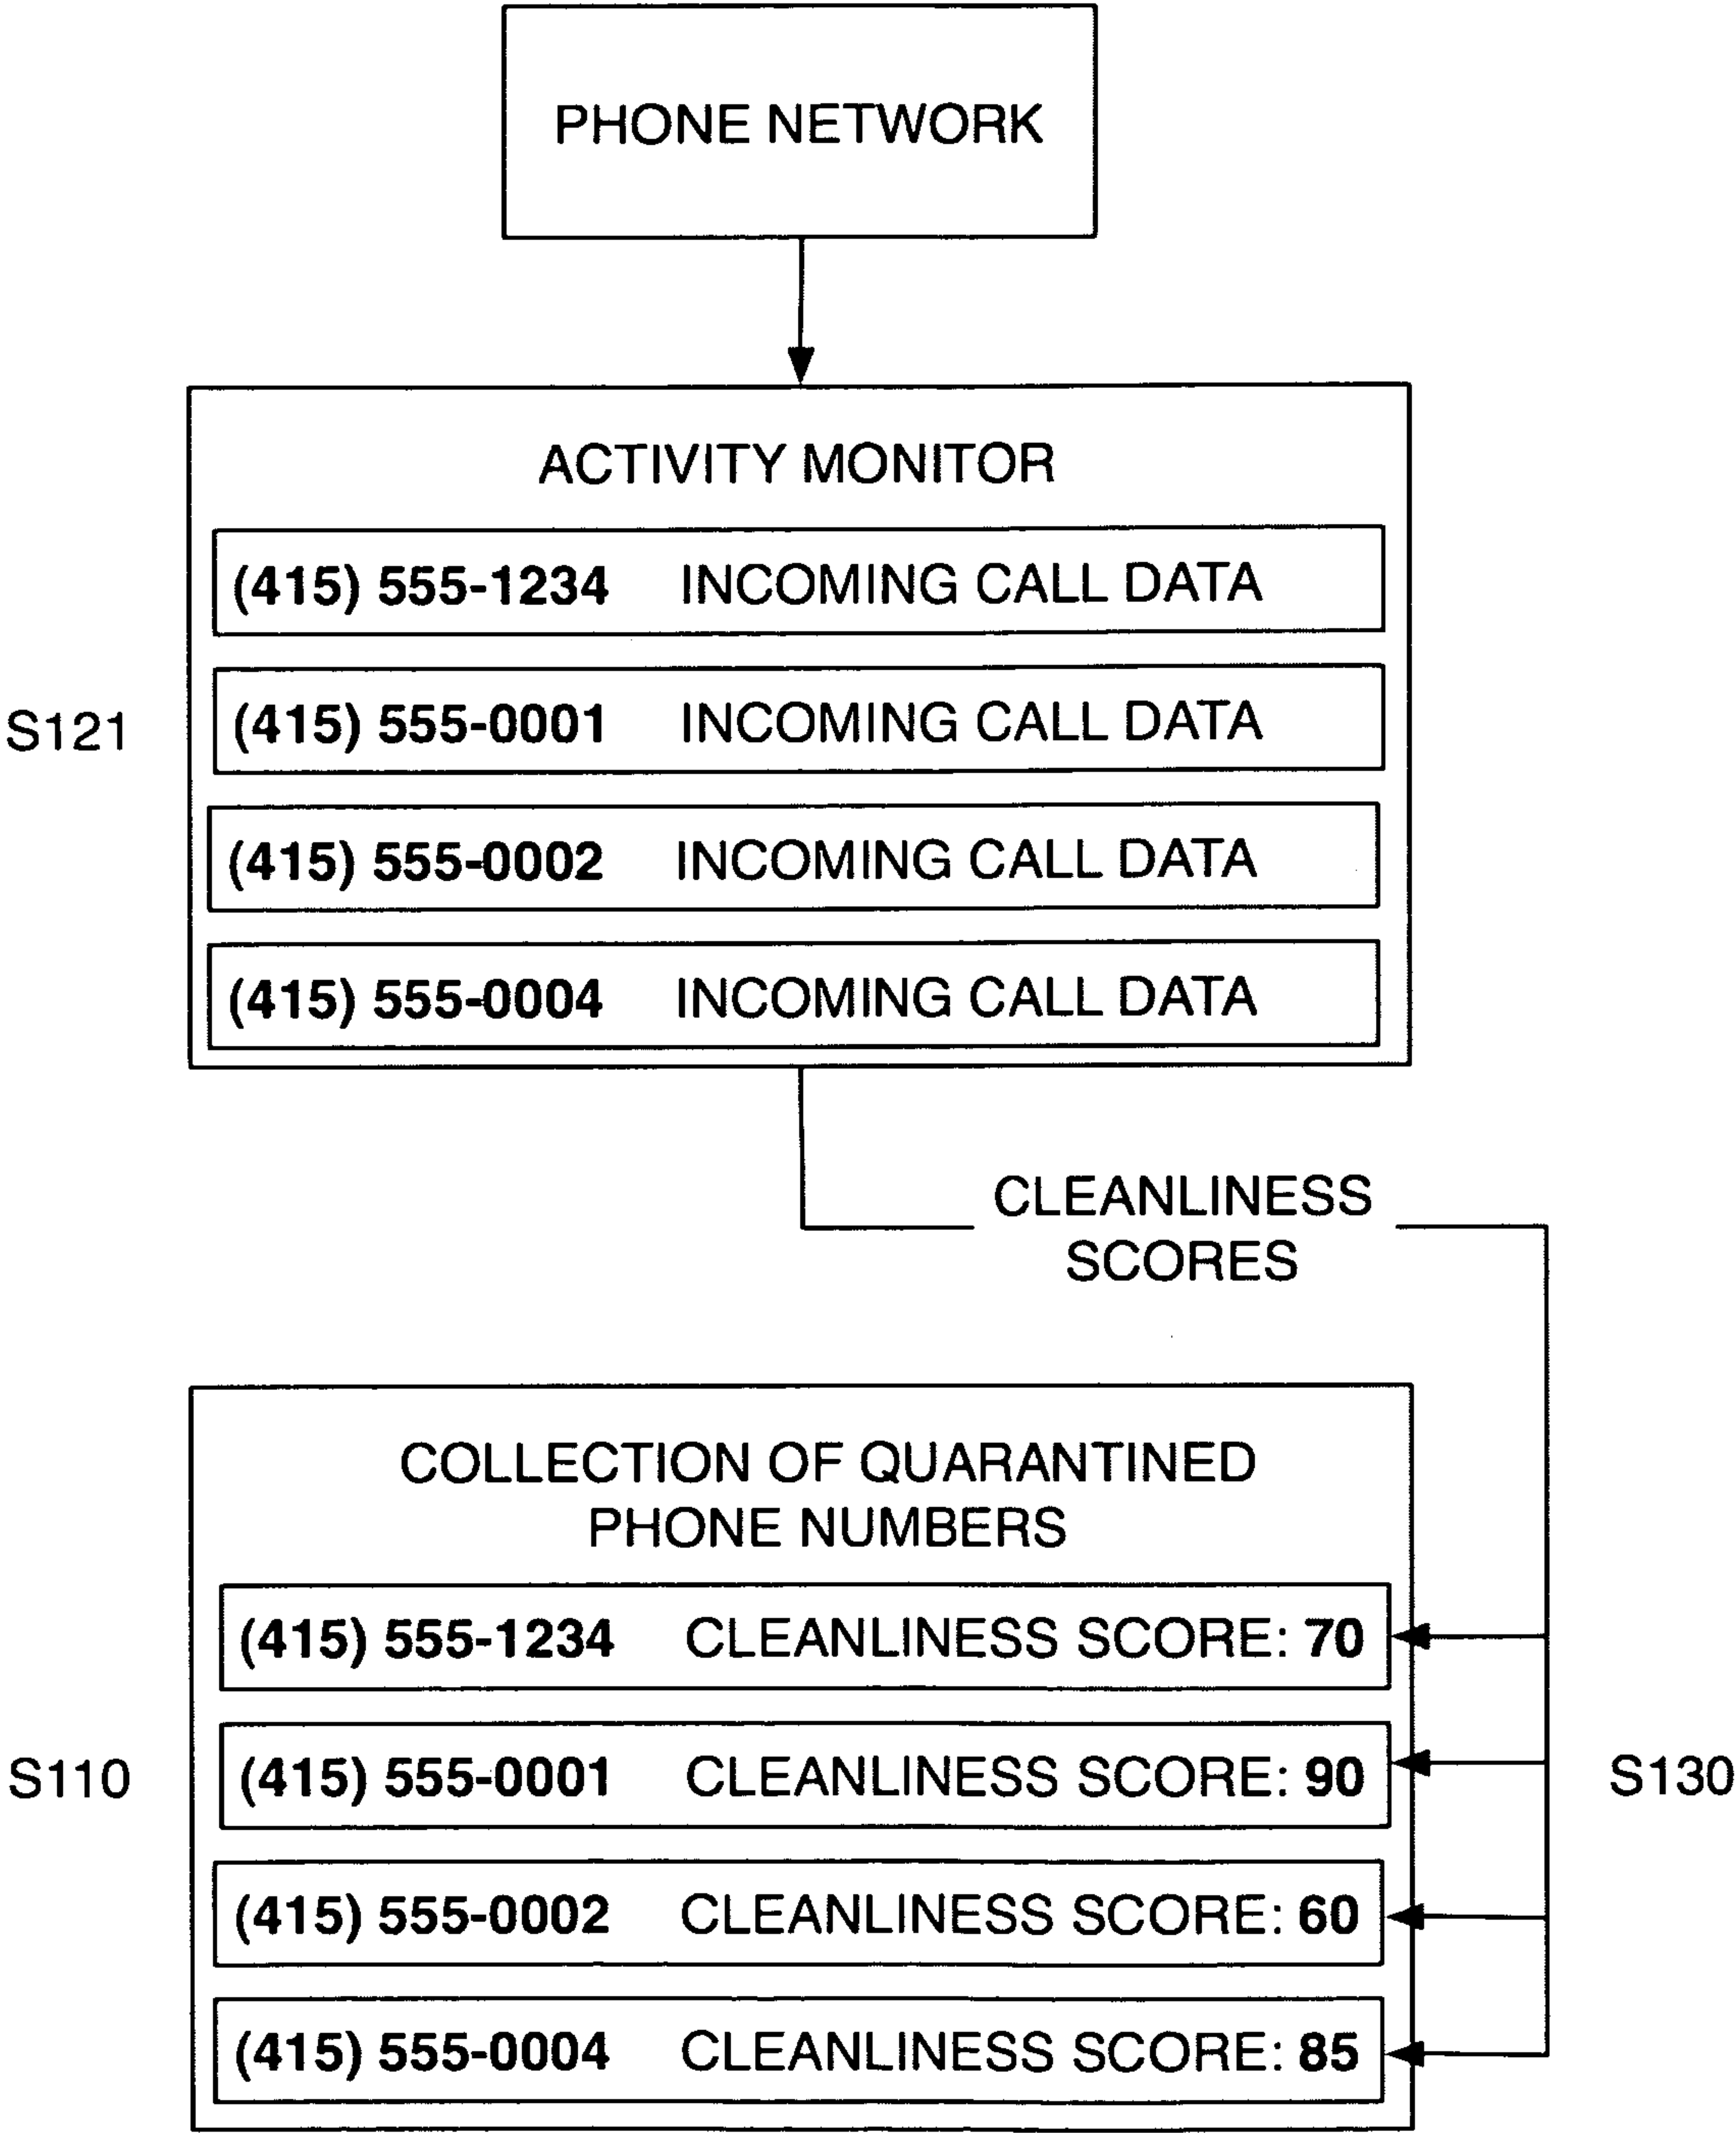 PHONE NETWORK
ACTIVITY MONITOR
(415) 555-1234 INCOMING CALL DATA
S121
(415) 555-0001 INCOMING CALL DATA
(415) 555-0002 INCOMING CALL DATA
(415) 555-0004 INCOMING CALL DATA
CLEANLINESS
SCORES
COLLECTION OF QUARANTINED
PHONE NUMBERS
(415) 555-1234 CLEANLINESS SCORE: 70
S110
(415) 555-0001 CLEANLINESS SCORE: 90
S130
(415) 555-0002 CLEANLINESS SCORE: 60
(415) 555-0004 CLEANLINESS SCORE: 85